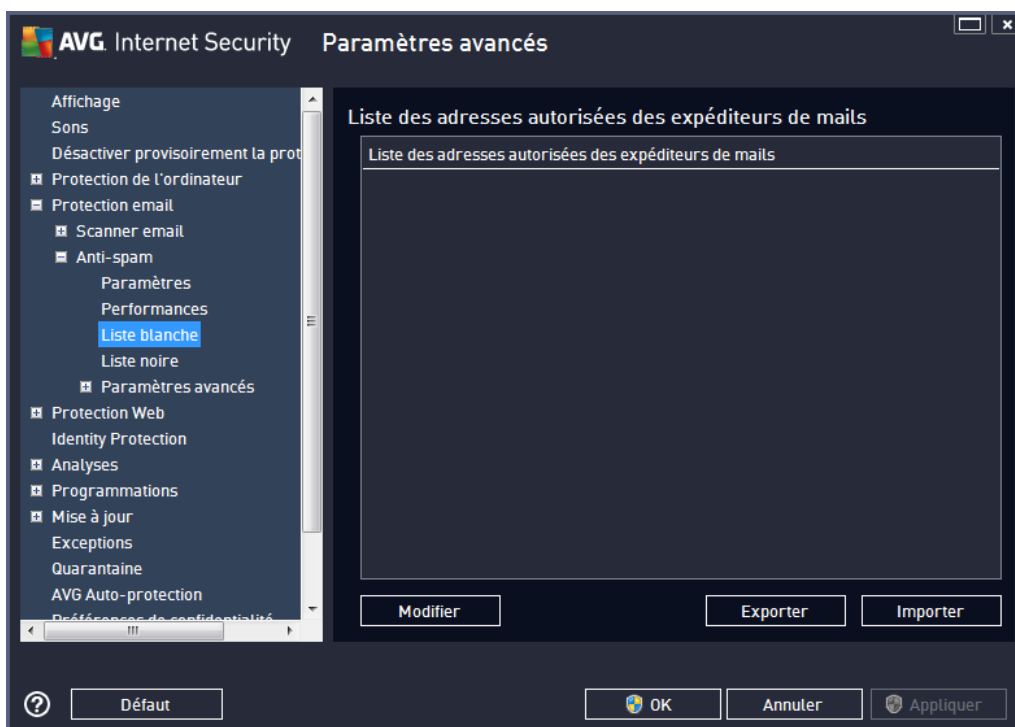 AVG. Internet Security Paramètres avancés
Affichage
Sons
Désactiver provisoirement la prot
Protection de l'ordinateur
Protection email
Scanner email
Anti-spam
Paramètres
Performances
Liste blanche
Liste noire
Paramètres avancés
Protection Web
Identity Protection
Analyses
Programmations
Mise à jour
Exceptions
Quarantaine
AVG Auto-protection
Préférences de confidentialité
Liste des adresses autorisées des expéditeurs de mails
Liste des adresses autorisées des expéditeurs de mails
Modifier
Exporter
Importer
Défaut
OK
Annuler
Appliquer